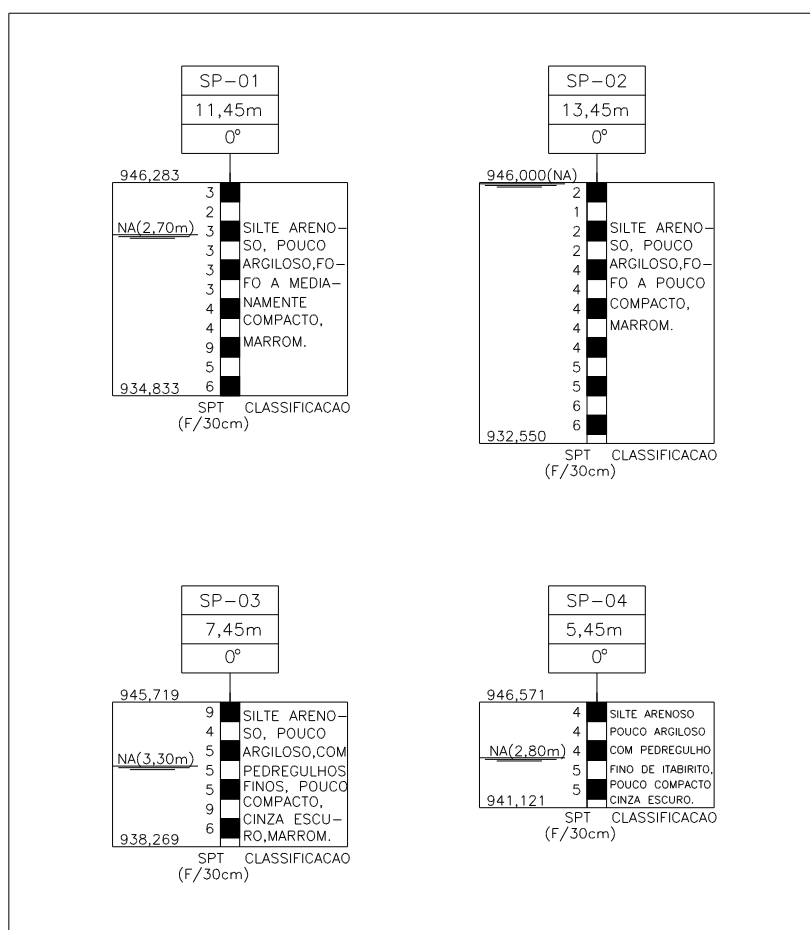 SP-01
11,45m
0°
946,283
3
2
NA(2,70m) 3 SILTE ARENO-
3 SO, POUCO
3 ARGILOSO,FO-
3 FO A MEDIA-
4 NAMENTE
4 COMPACTO,
9 MARROM.
5
934,833 6
SPT CLASSIFICACAO
(F/30cm)
SP-02
13,45m
0°
946,000(NA)
2
1
2 SILTE ARENO-
2 SO, POUCO
4 ARGILOSO,FO-
4 FO A POUCO
4 COMPACTO,
4 MARROM.
4
5
5
6
6
932,550
SPT CLASSIFICACAO
(F/30cm)
SP-03
7,45m
0°
945,719
9 SILTE ARENO-
4 SO, POUCO
NA(3,30m) 5 ARGILOSO,COM
5 PEDREGULHOS
5 FINOS, POUCO
9 COMPACTO,
6 CINZA ESCU-
938,269 RO,MARROM.
SPT CLASSIFICACAO
(F/30cm)
SP-04
5,45m
0°
946,571
4 SILTE ARENOSO
4 POUCO ARGILOSO
NA(2,80m) 4 COM PEDREGULHO
5 FINO DE ITABIRITO,
5 POUCO COMPACTO
941,121 CINZA ESCURO.
SPT CLASSIFICACAO
(F/30cm)